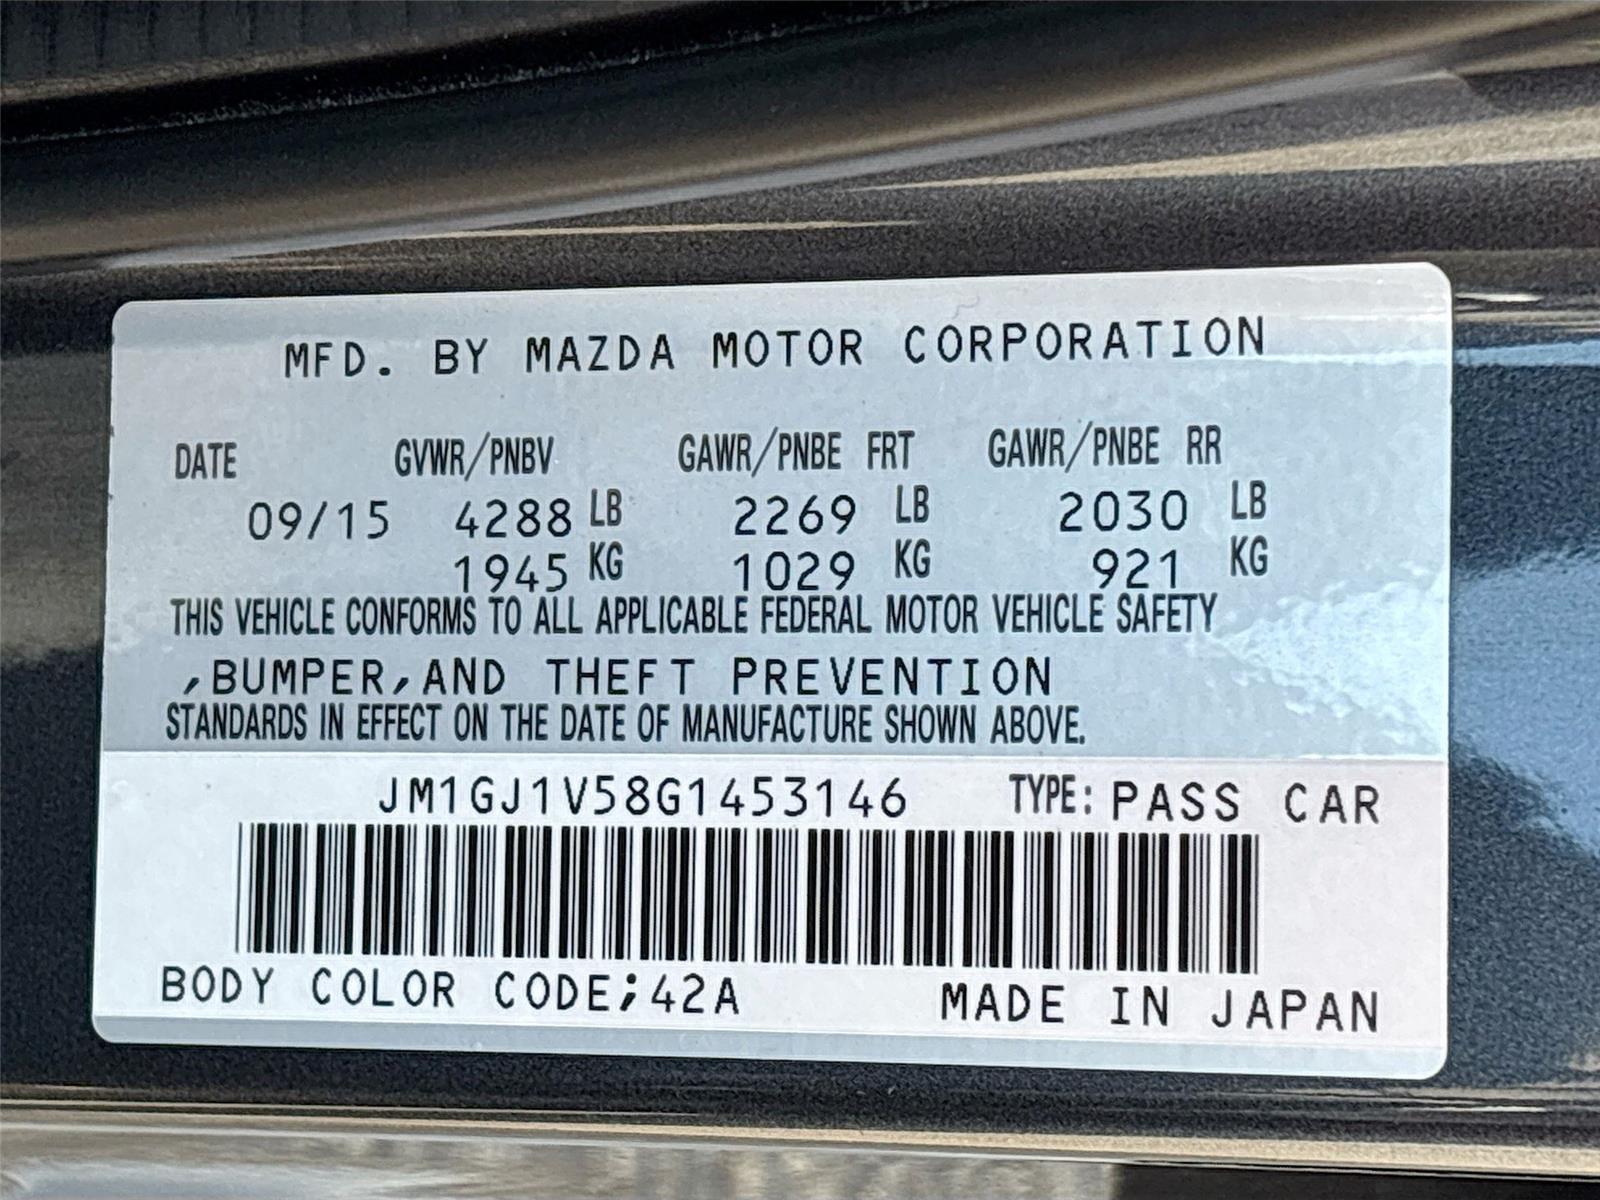 MFD. BY MAZDA MOTOR CORPORATION
DATE GVWR/PNBV GAWR/PNBE FRT GAWR/PNBE RR
09/15 4288 LB 2269 LB 2030 LB
1945 KG 1029 KG 921 KG
THIS VEHICLE CONFORMS TO ALL APPLICABLE FEDERAL MOTOR VEHICLE SAFETY
,BUMPER,AND THEFT PREVENTION
STANDARDS IN EFFECT ON THE DATE OF MANUFACTURE SHOWN ABOVE.
JM1GJ1V58G1453146 TYPE: PASS CAR
BODY COLOR CODE;42A MADE IN JAPAN